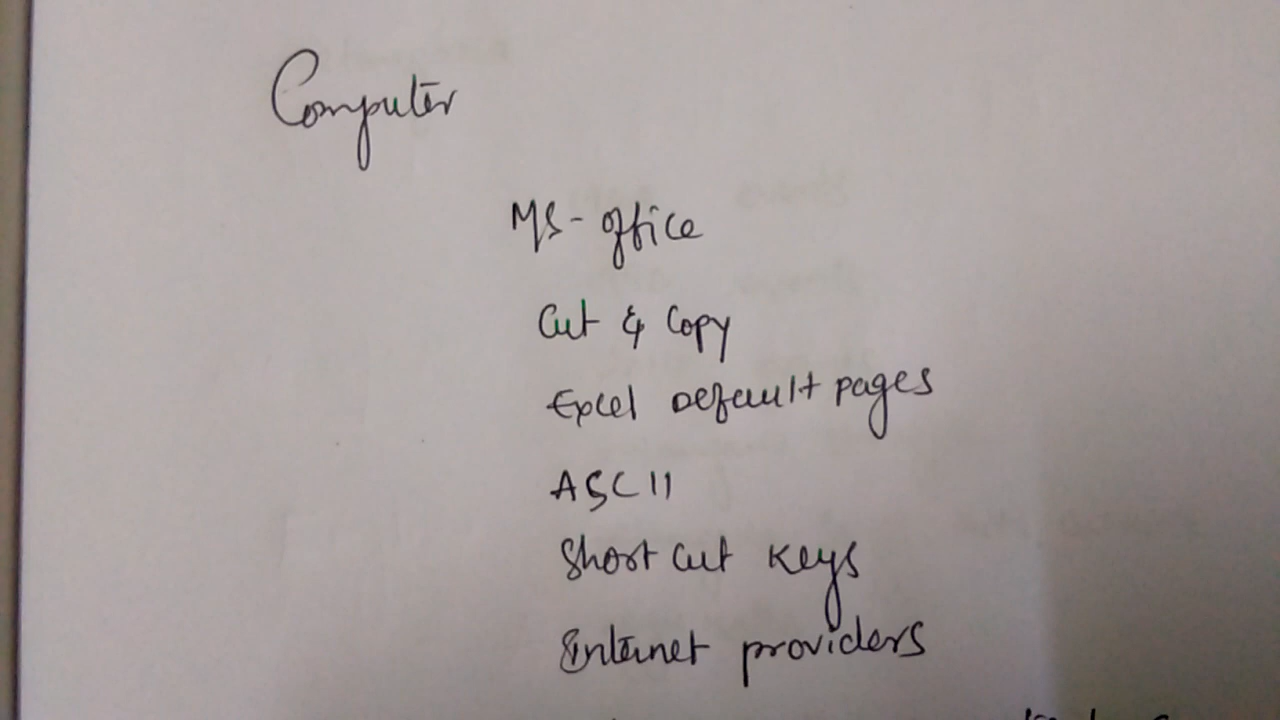 Computer
MS-office
Cut & Copy
Excel Default pages
ASCII
Short cut keys
Internet providers